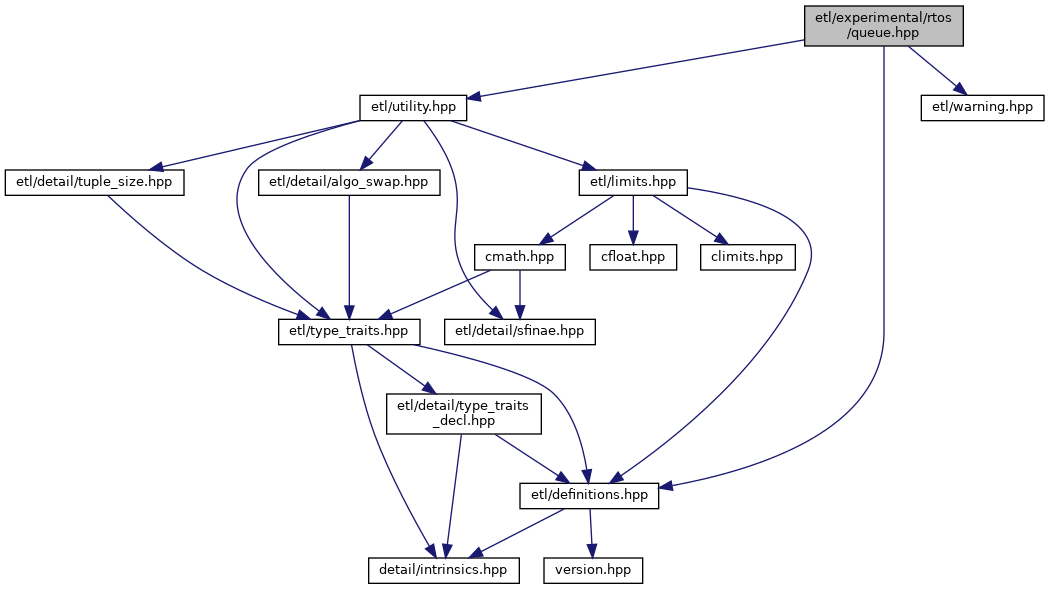 etl/experimental/rtos
/queue.hpp
etl/utility.hpp
etl/warning.hpp
etl/detail/tuple_size.hpp
etl/detail/algo_swap.hpp
etl/limits.hpp
cmath.hpp
cfloat.hpp
climits.hpp
etl/type_traits.hpp
etl/detail/sfinae.hpp
etl/detail/type_traits
_decl.hpp
etl/definitions.hpp
detail/intrinsics.hpp
version.hpp